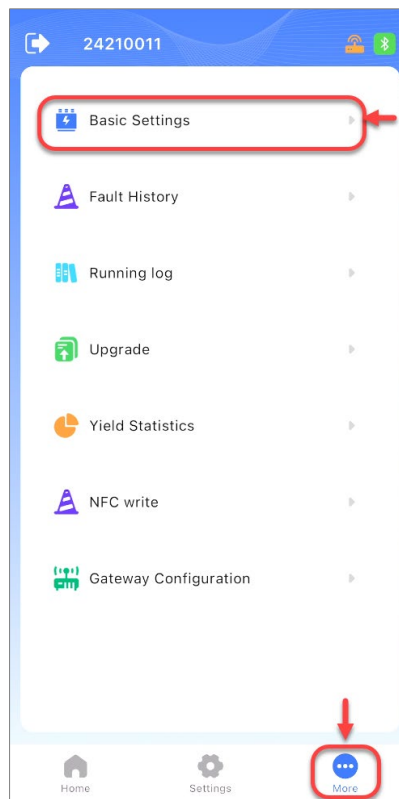 24210011
Basic Settings
Fault History
Running log
Upgrade
Yield Statistics
NFC write
Gateway Configuration
Home
Settings
More